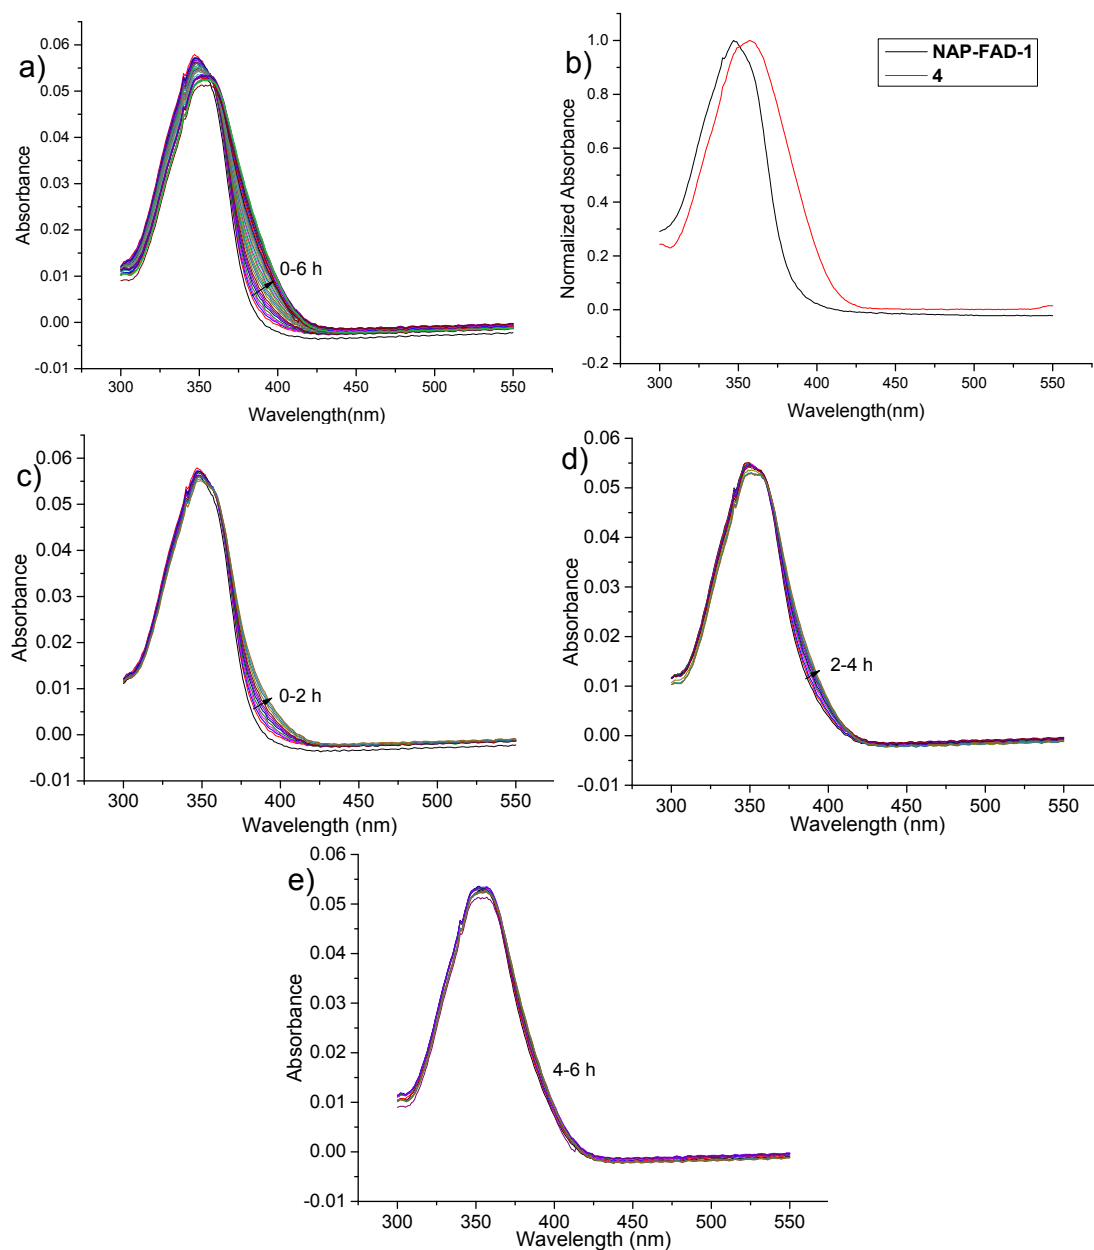 a)
0.06
0.05
0.04
0.03
0.02
0.01
0.00
-0.01
Absorbance
0-6 h
300 350 400 450 500 550
Wavelength(nm)
b)
NAP-FAD-1
4
1.0
0.8
0.6
0.4
0.2
0.0
-0.2
Normalized Absorbance
300 350 400 450 500 550
Wavelength(nm)
c)
0.06
0.05
0.04
0.03
0.02
0.01
0.00
-0.01
Absorbance
0-2 h
300 350 400 450 500 550
Wavelength (nm)
d)
0.06
0.05
0.04
0.03
0.02
0.01
0.00
-0.01
Absorbance
2-4 h
300 350 400 450 500 550
Wavelength (nm)
e)
0.06
0.05
0.04
0.03
0.02
0.01
0.00
-0.01
Absorbance
4-6 h
300 350 400 450 500 550
Wavelength (nm)